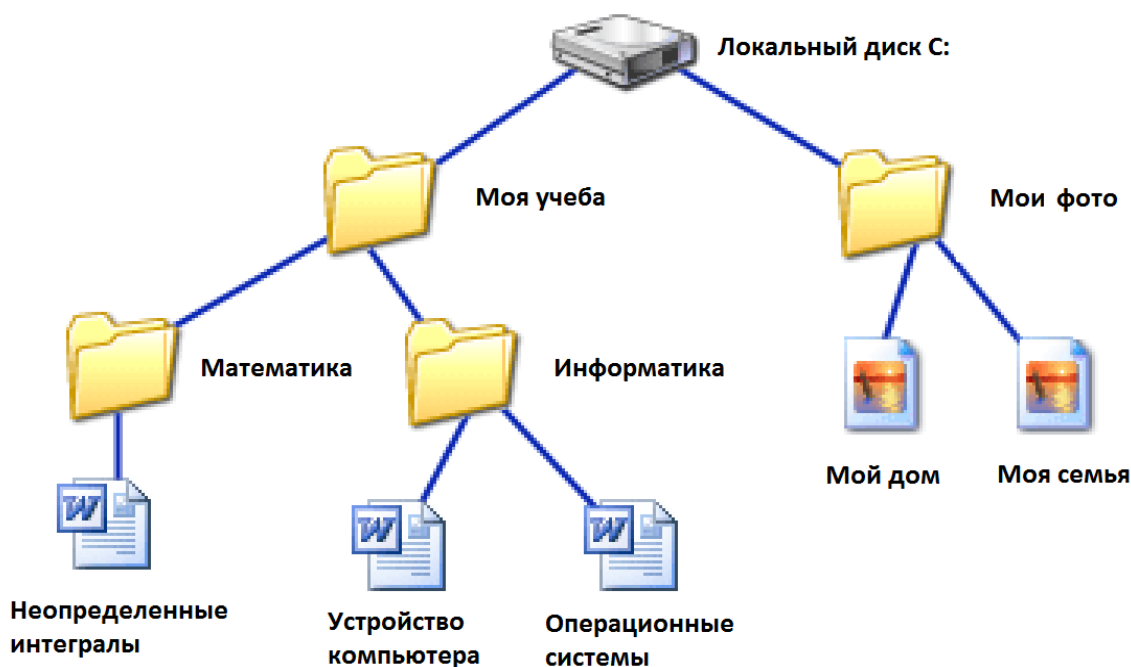 Локальный диск C:
Моя учеба
Мои фото
Математика
Информатика
Мой дом
Моя семья
Неопределенные
интегралы
Устройство
компьютера
Операционные
системы